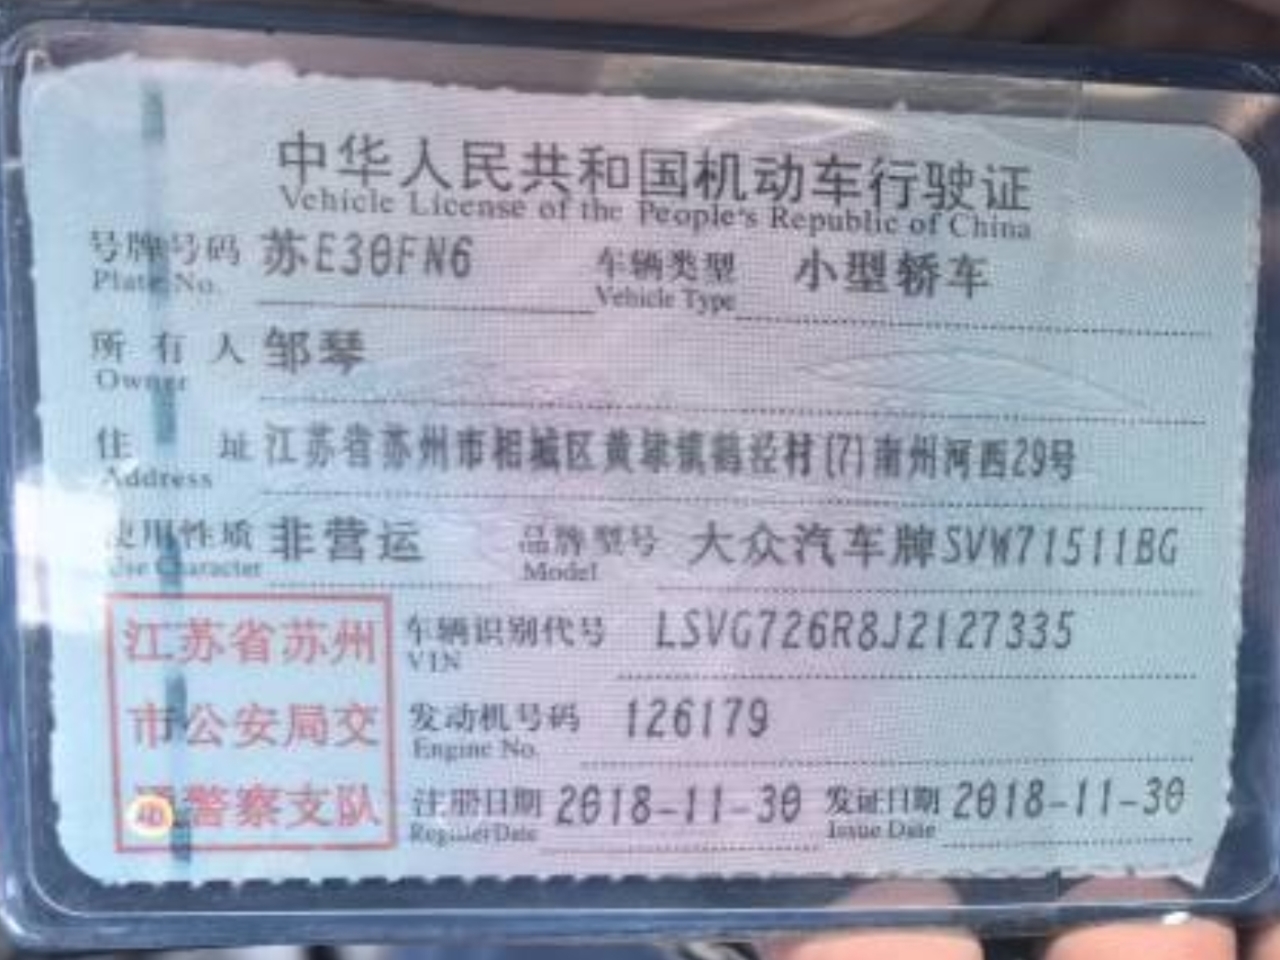 中华人民共和国机动车行驶证
Vehicle License of the People's Republic of China
号牌号码 苏E30FN6 车辆类型 小型轿车
Plate No. Vehicle Type
所有人 邹琴
Owner
住址 江苏省苏州市相城区黄埭镇鹤泾村(7)南州河西29号
Address
使用性质 非营运 品牌型号 大众汽车牌SVW71511BG
Use Character Model
江苏省苏州 车辆识别代号 LSVG726R8J2127335
VIN
市公安局交 发动机号码 126179
Engine No.
通警察支队 注册日期 2018-11-30 发证日期 2018-11-30
Register Date Issue Date